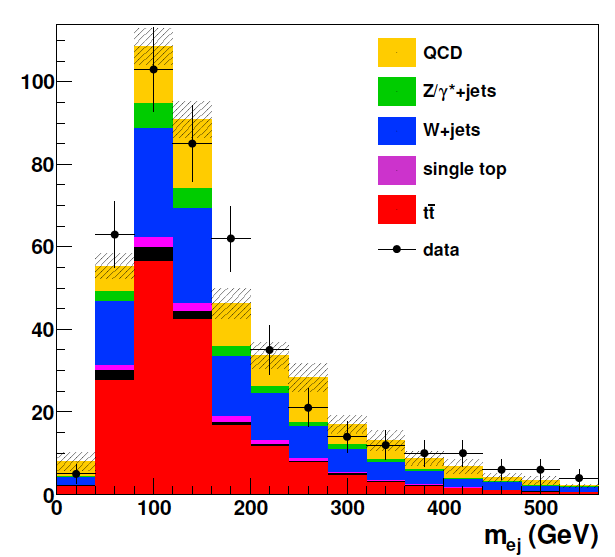 QCD
Z/γ*+jets
W+jets
single top
tt̄
data
100
80
60
40
20
0
0 100 200 300 400 500
m_ej (GeV)